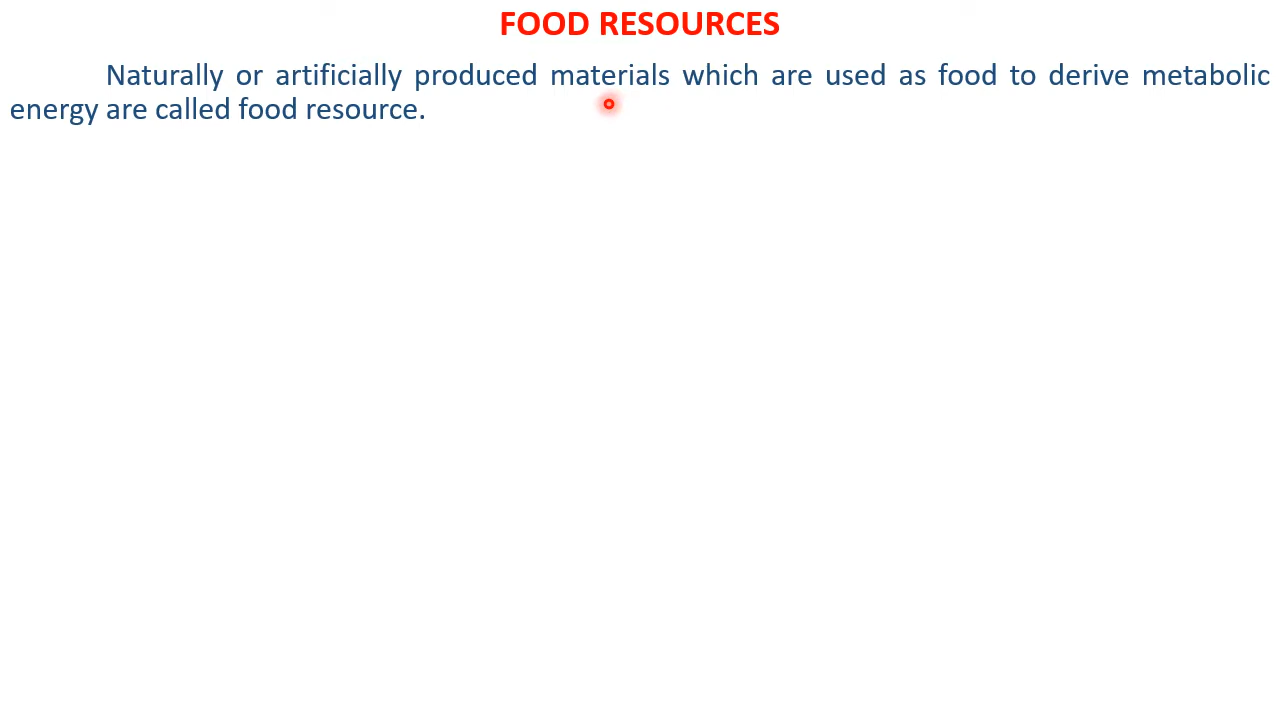 FOOD RESOURCES
Naturally or artificially produced materials which are used as food to derive metabolic
energy are called food resource.